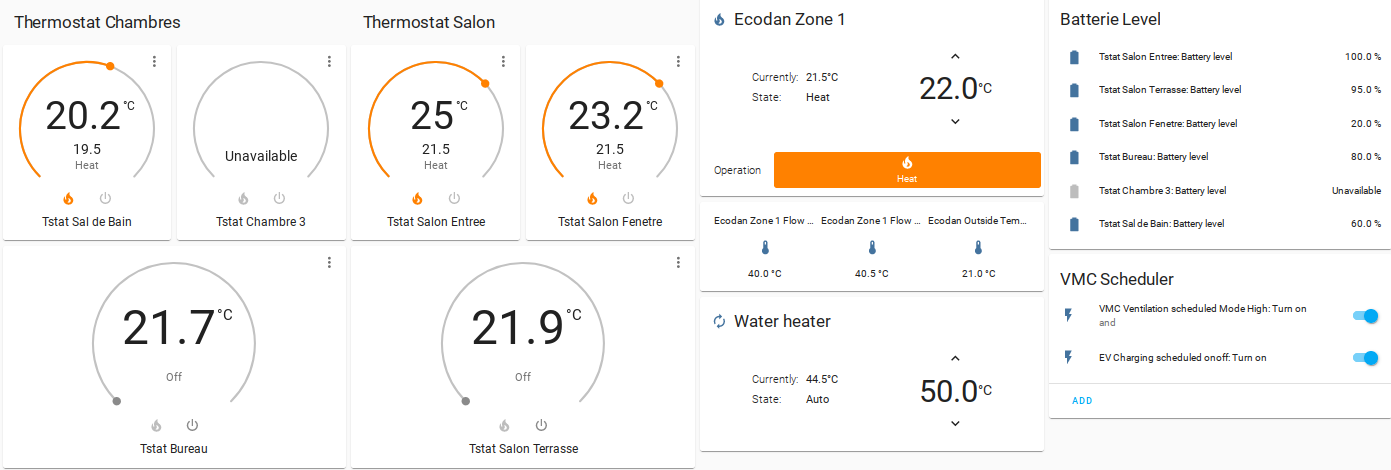 Thermostat Chambres
20.2 °C
19.5
Heat
Tstat Sal de Bain
Unavailable
Tstat Chambre 3
21.7 °C
Off
Tstat Bureau
Thermostat Salon
25 °C
21.5
Heat
Tstat Salon Entree
23.2 °C
21.5
Heat
Tstat Salon Fenetre
21.9 °C
Off
Tstat Salon Terrasse
Ecodan Zone 1
Currently: 21.5°C
State: Heat
22.0°C
Operation
Heat
Ecodan Zone 1 Flow ... Ecodan Zone 1 Flow ... Ecodan Outside Tem...
40.0 °C 40.5 °C 21.0 °C
Water heater
Currently: 44.5°C
State: Auto
50.0°C
Batterie Level
Tstat Salon Entree: Battery level 100.0 %
Tstat Salon Terrasse: Battery level 95.0 %
Tstat Salon Fenetre: Battery level 20.0 %
Tstat Bureau: Battery level 80.0 %
Tstat Chambre 3: Battery level Unavailable
Tstat Sal de Bain: Battery level 60.0 %
VMC Scheduler
VMC Ventilation scheduled Mode High: Turn on
and
EV Charging scheduled onoff: Turn on
ADD